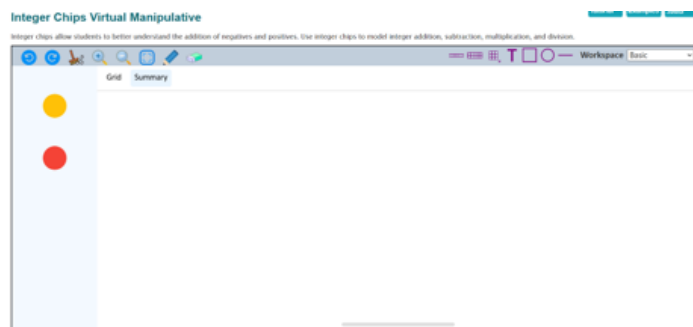 Integer Chips Virtual Manipulative
Integer chips allow students to better understand the addition of negatives and positives. Use integer chips to model integer addition, subtraction, multiplication, and division.
T Workspace Basic
Grid Summary